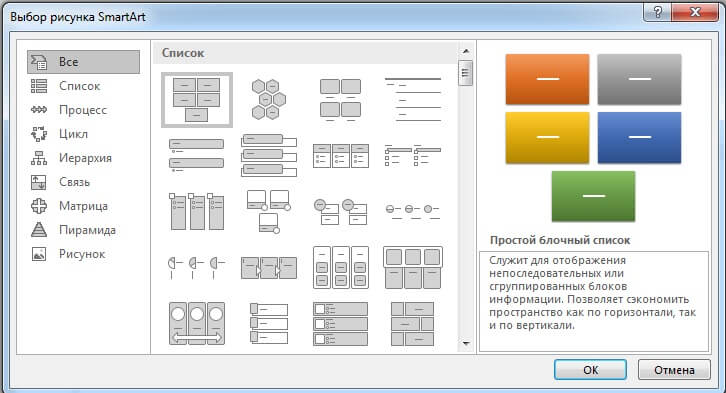 Выбор рисунка SmartArt
Все
Список
Процесс
Цикл
Иерархия
Связь
Матрица
Пирамида
Рисунок
Список
Простой блочный список
Служит для отображения
непоследовательных или
сгруппированных блоков
информации. Позволяет сэкономить
пространство как по горизонтали, так
и по вертикали.
ОК
Отмена